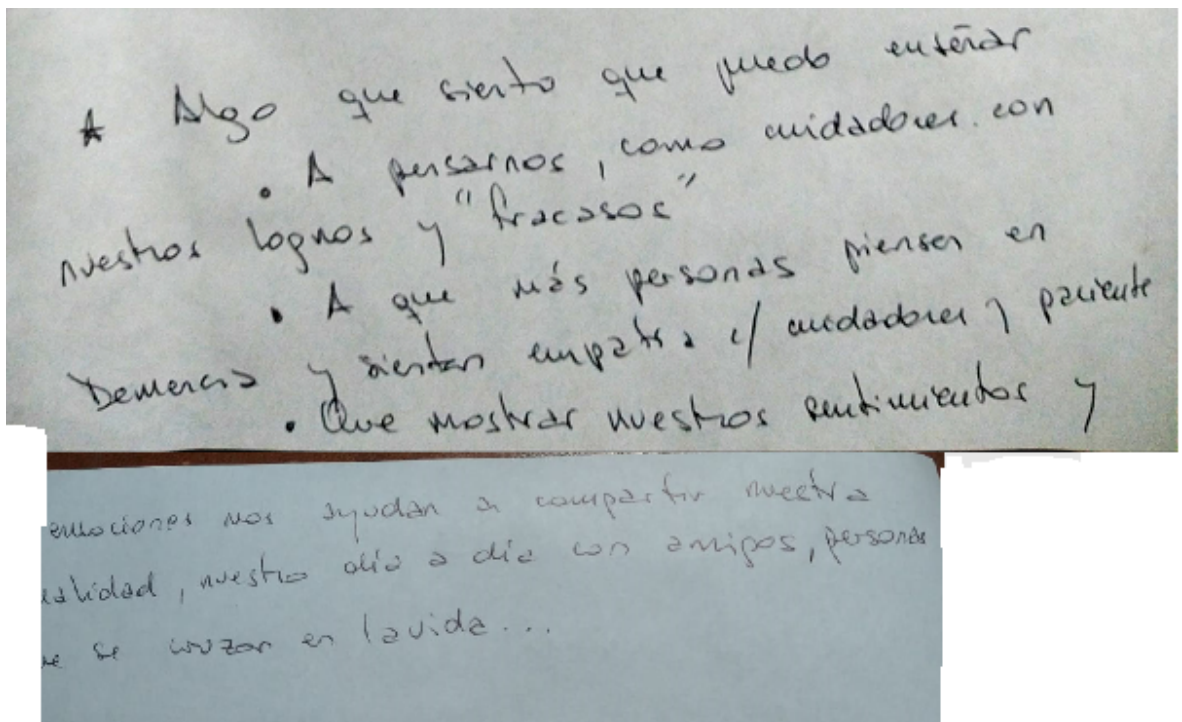 * Algo que siento que puedo enseñar
• A pensarnos, como cuidadores con
nuestros logros y "fracasos"
• A que más personas piensen en
Demencia y sientan empatía c/ cuidadores y paciente
• Que mostrar nuestros sentimientos y
emociones nos ayudan a compartir nuestra
ealidad, nuestro día a día con amigos, personas
ue se cruzan en la vida...